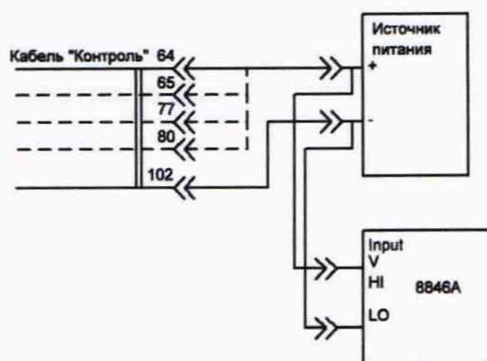 Источник
питания
Кабель "Контроль" 64
+
65
77
80
-
102
Input
V
HI
8846A
LO